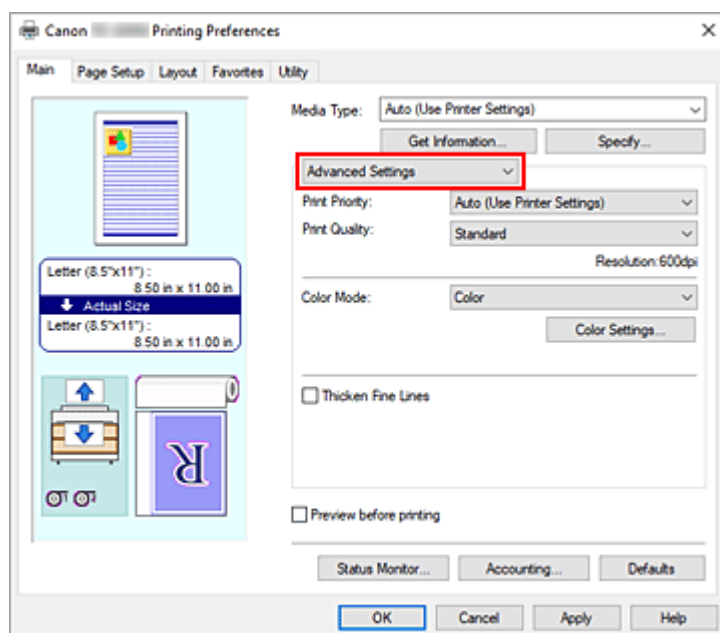 Canon Printing Preferences
Main Page Setup Layout Favorites Utility
Media Type: Auto (Use Printer Settings)
Get Information... Specify...
Advanced Settings
Print Priority: Auto (Use Printer Settings)
Print Quality: Standard
Resolution:600dpi
Letter (8.5"x11") :
8.50 in x 11.00 in
Actual Size
Letter (8.5"x11") :
8.50 in x 11.00 in
Color Mode: Color
Color Settings...
Thicken Fine Lines
R
Preview before printing
Status Monitor... Accounting... Defaults
OK Cancel Apply Help